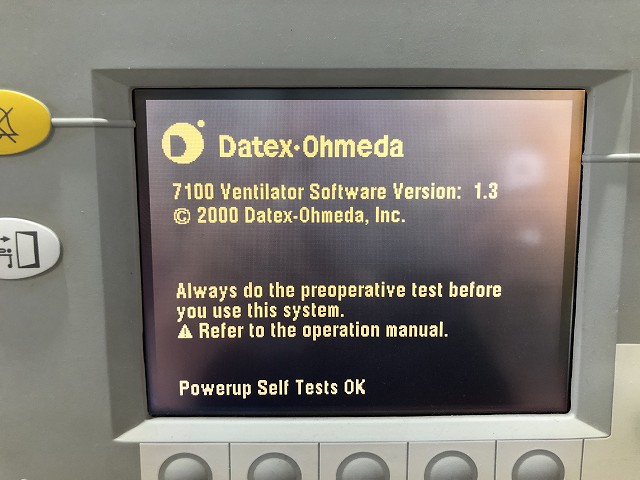 Datex-Ohmeda
7100 Ventilator Software Version: 1.3
© 2000 Datex-Ohmeda, Inc.
Always do the preoperative test before
you use this system.
⚠ Refer to the operation manual.
Powerup Self Tests OK